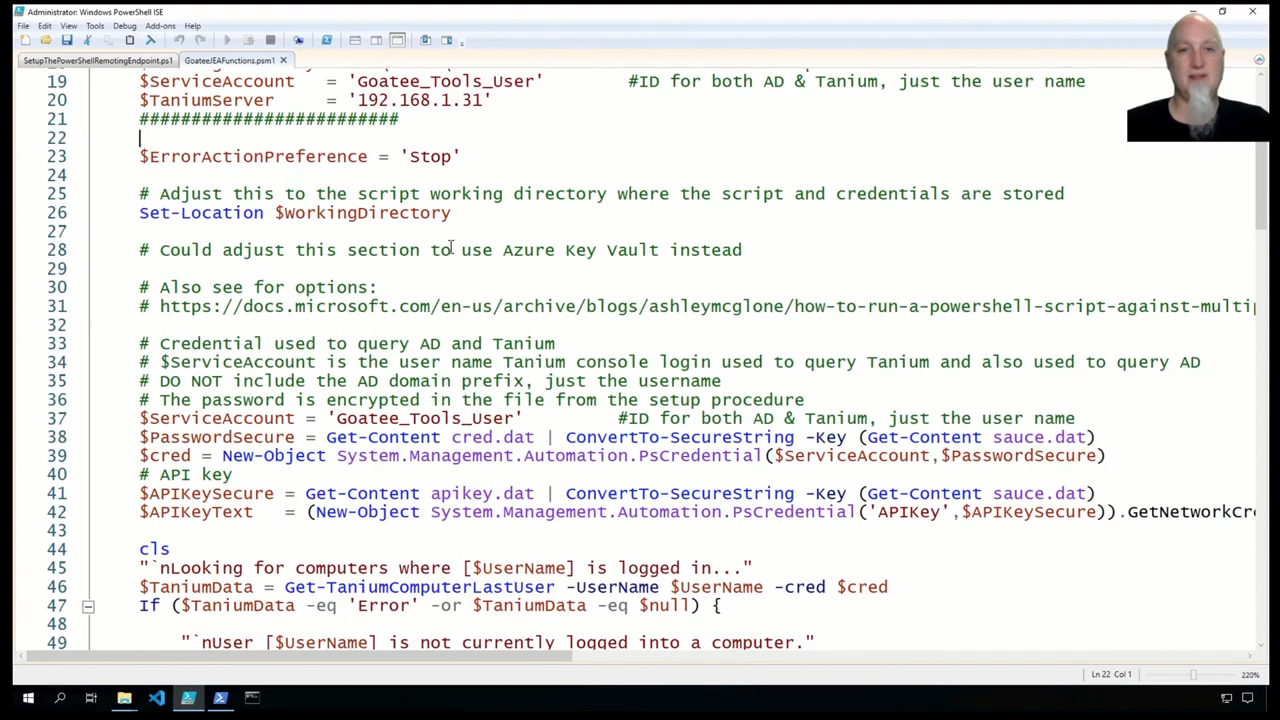 Administrator: Windows PowerShell ISE
File Edit View Tools Debug Add-ons Help
SetupThePowerShellRemotingEndpoint.ps1 GoateeJEAFunctions.psm1
19 $ServiceAccount = 'Goatee_Tools_User' #ID for both AD & Tanium, just the user name
20 $TaniumServer = '192.168.1.31'
21 #########################
22
23 $ErrorActionPreference = 'Stop'
24
25 # Adjust this to the script working directory where the script and credentials are stored
26 Set-Location $WorkingDirectory
27
28 # Could adjust this section to use Azure Key Vault instead
29
30 # Also see for options:
31 # https://docs.microsoft.com/en-us/archive/blogs/ashleymcglone/how-to-run-a-powershell-script-against-multip
32
33 # Credential used to query AD and Tanium
34 # $ServiceAccount is the user name Tanium console login used to query Tanium and also used to query AD
35 # DO NOT include the AD domain prefix, just the username
36 # The password is encrypted in the file from the setup procedure
37 $ServiceAccount = 'Goatee_Tools_User' #ID for both AD & Tanium, just the user name
38 $PasswordSecure = Get-Content cred.dat | ConvertTo-SecureString -Key (Get-Content sauce.dat)
39 $cred = New-Object System.Management.Automation.PsCredential($ServiceAccount,$PasswordSecure)
40 # API key
41 $APIKeySecure = Get-Content apikey.dat | ConvertTo-SecureString -Key (Get-Content sauce.dat)
42 $APIKeyText = (New-Object System.Management.Automation.PsCredential('APIKey',$APIKeySecure)).GetNetworkCre
43
44 cls
45 "`nLooking for computers where [$UserName] is logged in..."
46 $TaniumData = Get-TaniumComputerLastUser -UserName $UserName -cred $cred
47 If ($TaniumData -eq 'Error' -or $TaniumData -eq $null) {
48
49 "`nUser [$UserName] is not currently logged into a computer."
Ln 22 Col 1 220%